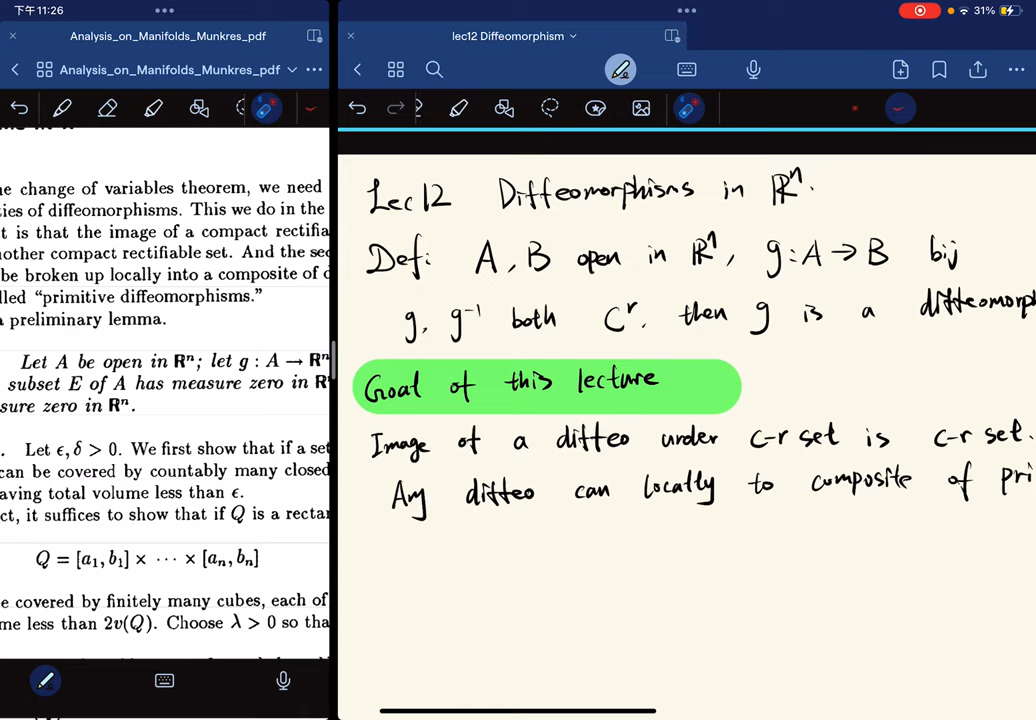 下午11:26
31%
Analysis_on_Manifolds_Munkres_pdf
Analysis_on_Manifolds_Munkres_pdf
ne change of variables theorem, we need
ties of diffeomorphisms. This we do in the
t is that the image of a compact rectifia
nother compact rectifiable set. And the sec
be broken up locally into a composite of d
lled “primitive diffeomorphisms.”
a preliminary lemma.
Let A be open in Rⁿ; let g : A → Rⁿ
subset E of A has measure zero in R
sure zero in Rⁿ.
. Let ϵ, δ > 0. We first show that if a set
can be covered by countably many closed
aving total volume less than ϵ.
ct, it suffices to show that if Q is a rectan
Q = [a₁, b₁] × ⋯ × [aₙ, bₙ]
e covered by finitely many cubes, each of
me less than 2v(Q). Choose λ > 0 so tha
lec12 Diffeomorphism
Lec12 Diffeomorphisms in ℝⁿ.
Def: A, B open in ℝⁿ, g: A → B bij
g, g⁻¹ both Cʳ. then g is a diffeomorph
Goal of this lecture
Image of a diffeo under c-r set is c-r set.
Any diffeo can locally to composite of pri